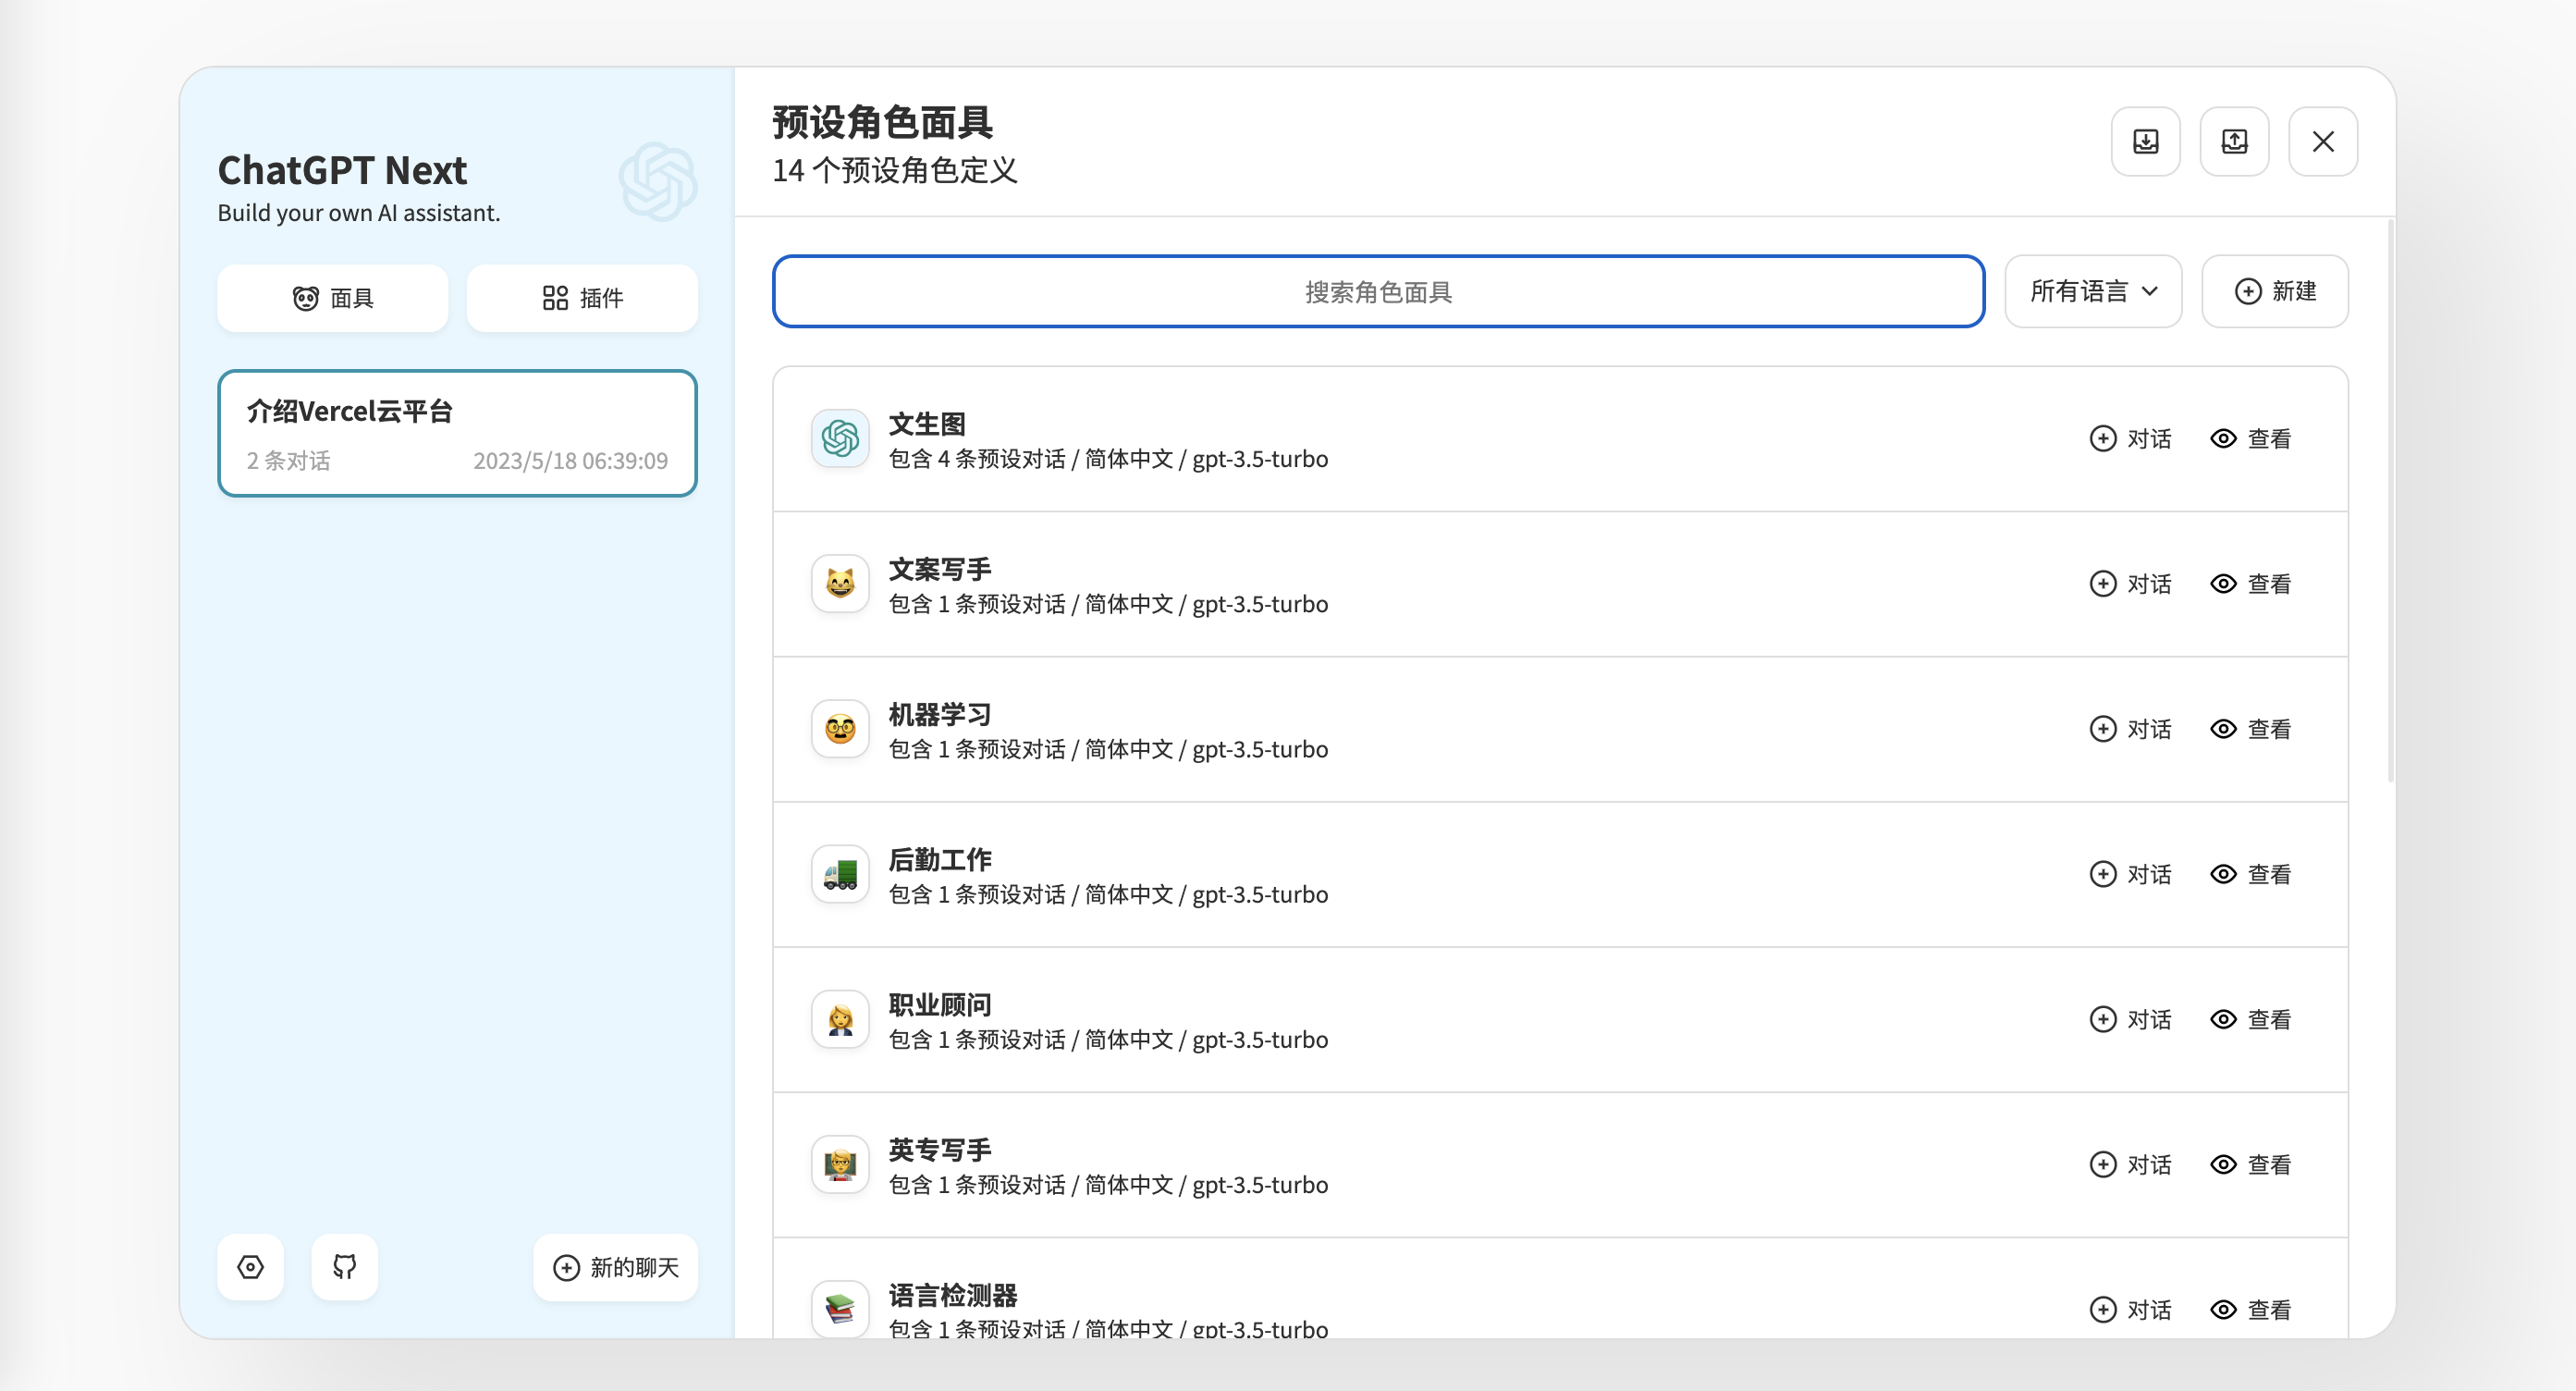 ChatGPT Next
Build your own AI assistant.
面具
插件
介绍Vercel云平台
2 条对话
2023/5/18 06:39:09
新的聊天
预设角色面具
14 个预设角色定义
搜索角色面具
所有语言
新建
文生图
包含 4 条预设对话 / 简体中文 / gpt-3.5-turbo
对话
查看
文案写手
包含 1 条预设对话 / 简体中文 / gpt-3.5-turbo
对话
查看
机器学习
包含 1 条预设对话 / 简体中文 / gpt-3.5-turbo
对话
查看
后勤工作
包含 1 条预设对话 / 简体中文 / gpt-3.5-turbo
对话
查看
职业顾问
包含 1 条预设对话 / 简体中文 / gpt-3.5-turbo
对话
查看
英专写手
包含 1 条预设对话 / 简体中文 / gpt-3.5-turbo
对话
查看
语言检测器
包含 1 条预设对话 / 简体中文 / gpt-3.5-turbo
对话
查看